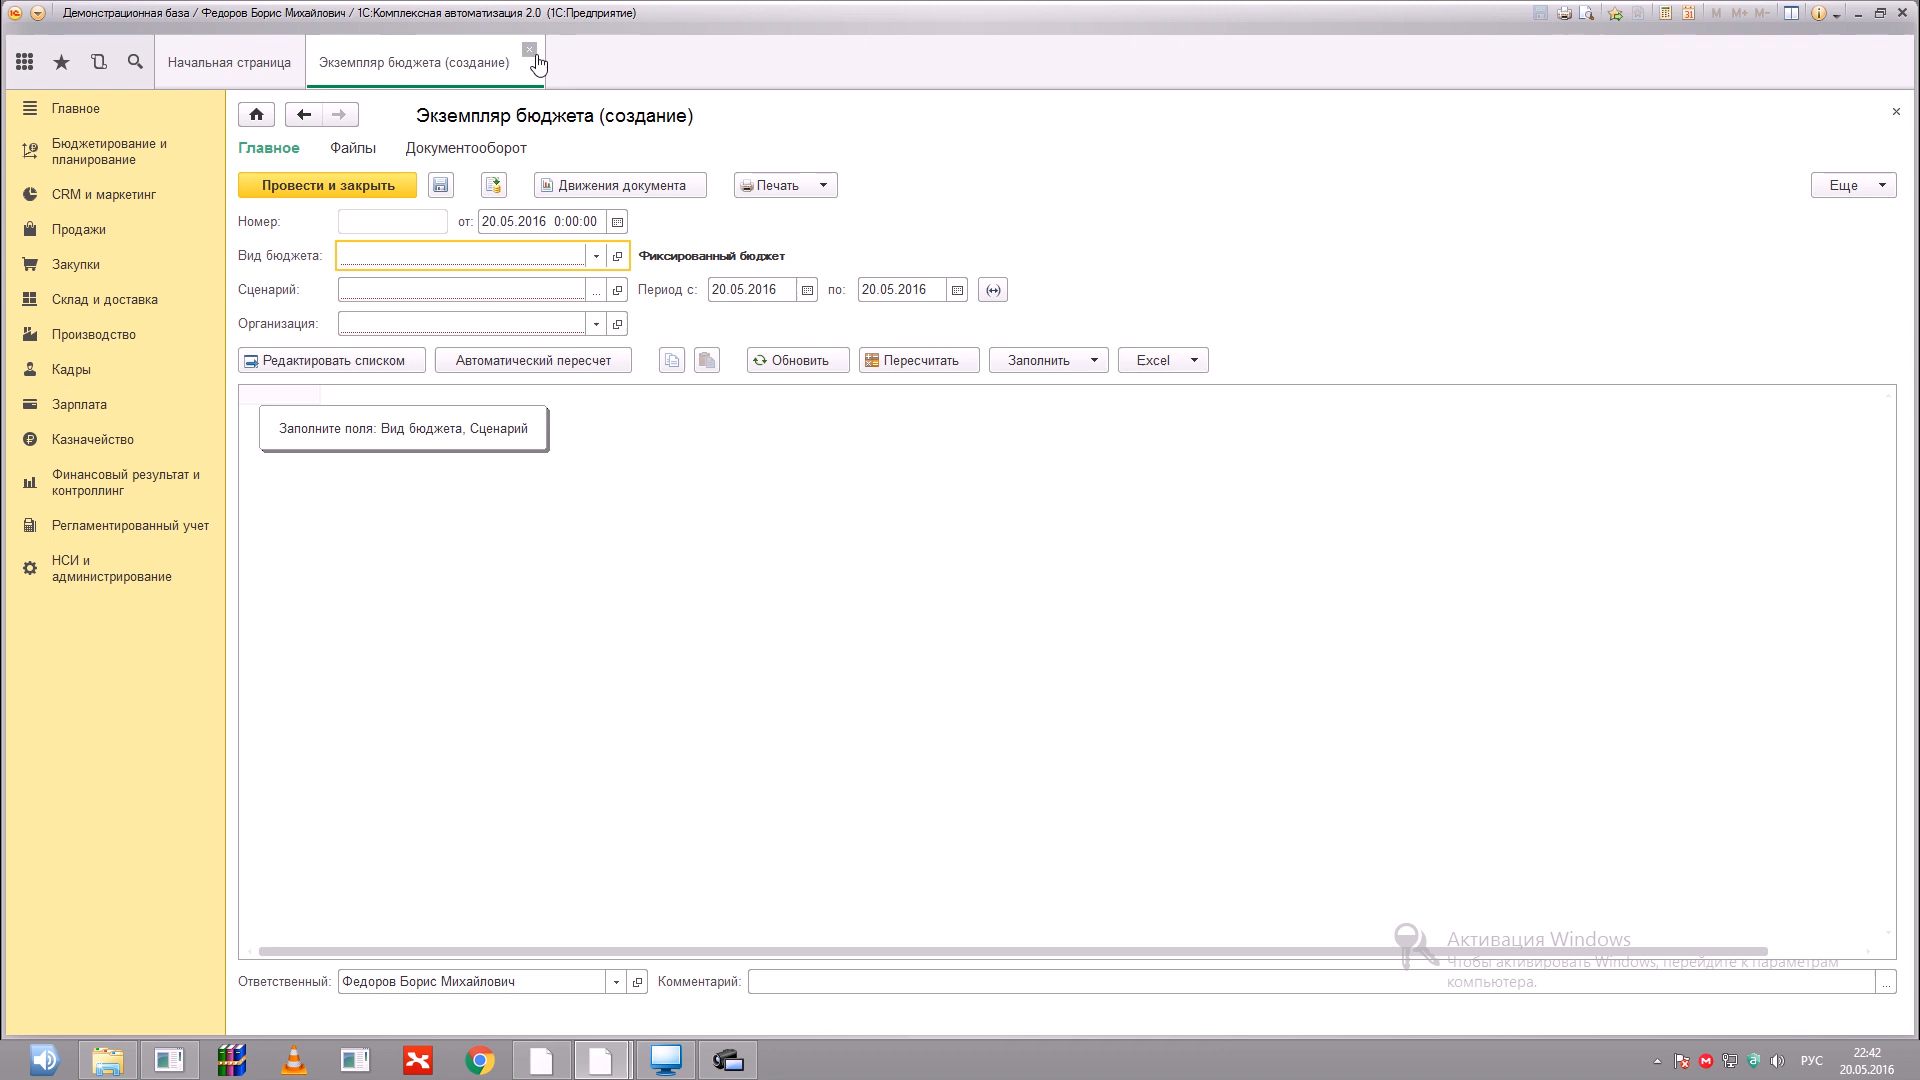 Демонстрационная база / Федоров Борис Михайлович / 1С:Комплексная автоматизация 2.0 (1С:Предприятие)
M M+ M-
Начальная страница
Экземпляр бюджета (создание)
Главное
Бюджетирование и
планирование
CRM и маркетинг
Продажи
Закупки
Склад и доставка
Производство
Кадры
Зарплата
Казначейство
Финансовый результат и
контроллинг
Регламентированный учет
НСИ и
администрирование
Экземпляр бюджета (создание)
Главное Файлы Документооборот
Провести и закрыть Движения документа Печать Еще
Номер: от: 20.05.2016 0:00:00
Вид бюджета: Фиксированный бюджет
Сценарий: ... Период с: 20.05.2016 по: 20.05.2016
Организация:
Редактировать списком Автоматический пересчет Обновить Пересчитать Заполнить Excel
Заполните поля: Вид бюджета, Сценарий
Активация Windows
Чтобы активировать Windows, перейдите к параметрам
компьютера.
Ответственный: Федоров Борис Михайлович Комментарий: ...
РУС
22:42
20.05.2016